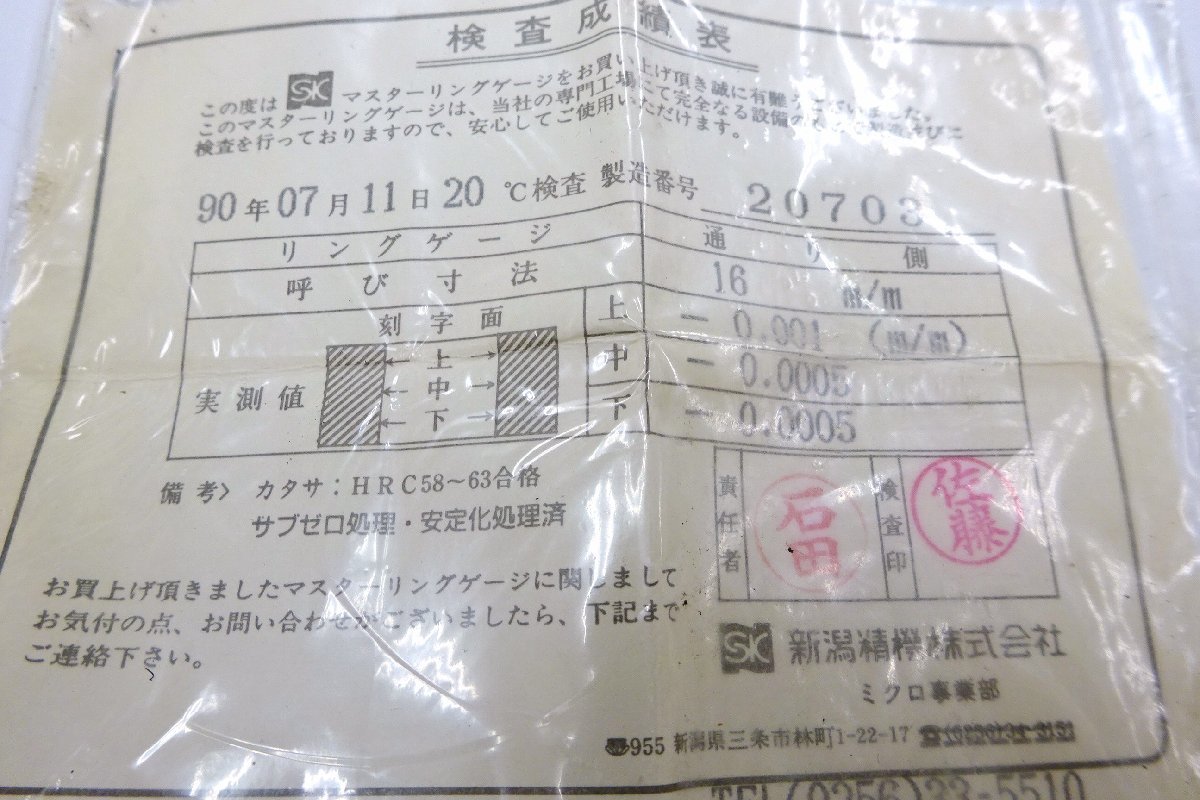 検査成績表
この度は SK マスターリングゲージをお買い上げ頂き誠に有難うございました。
このマスターリングゲージは、当社の専門工場にて完全なる設備の
検査を行っておりますので、安心してご使用いただけます。
90年07月11日20℃検査 製造番号 20703
リングゲージ 通り側
呼び寸法 16 m/m
実測値 刻字面 上 - 0.001 (m/m)
←上→
←中→ 中 - 0.0005
←下→ 下 - 0.0005
備考〉 カタサ：HRC58～63合格
サブゼロ処理・安定化処理済
責任者 石田 検査印 佐藤
お買上げ頂きましたマスターリングゲージに関しまして
お気付の点、お問い合わせがございましたら、下記まで
ご連絡下さい。
SK 新潟精機株式会社
ミクロ事業部
〠955 新潟県三条市林町1-22-17
TEL(0256)33-5510